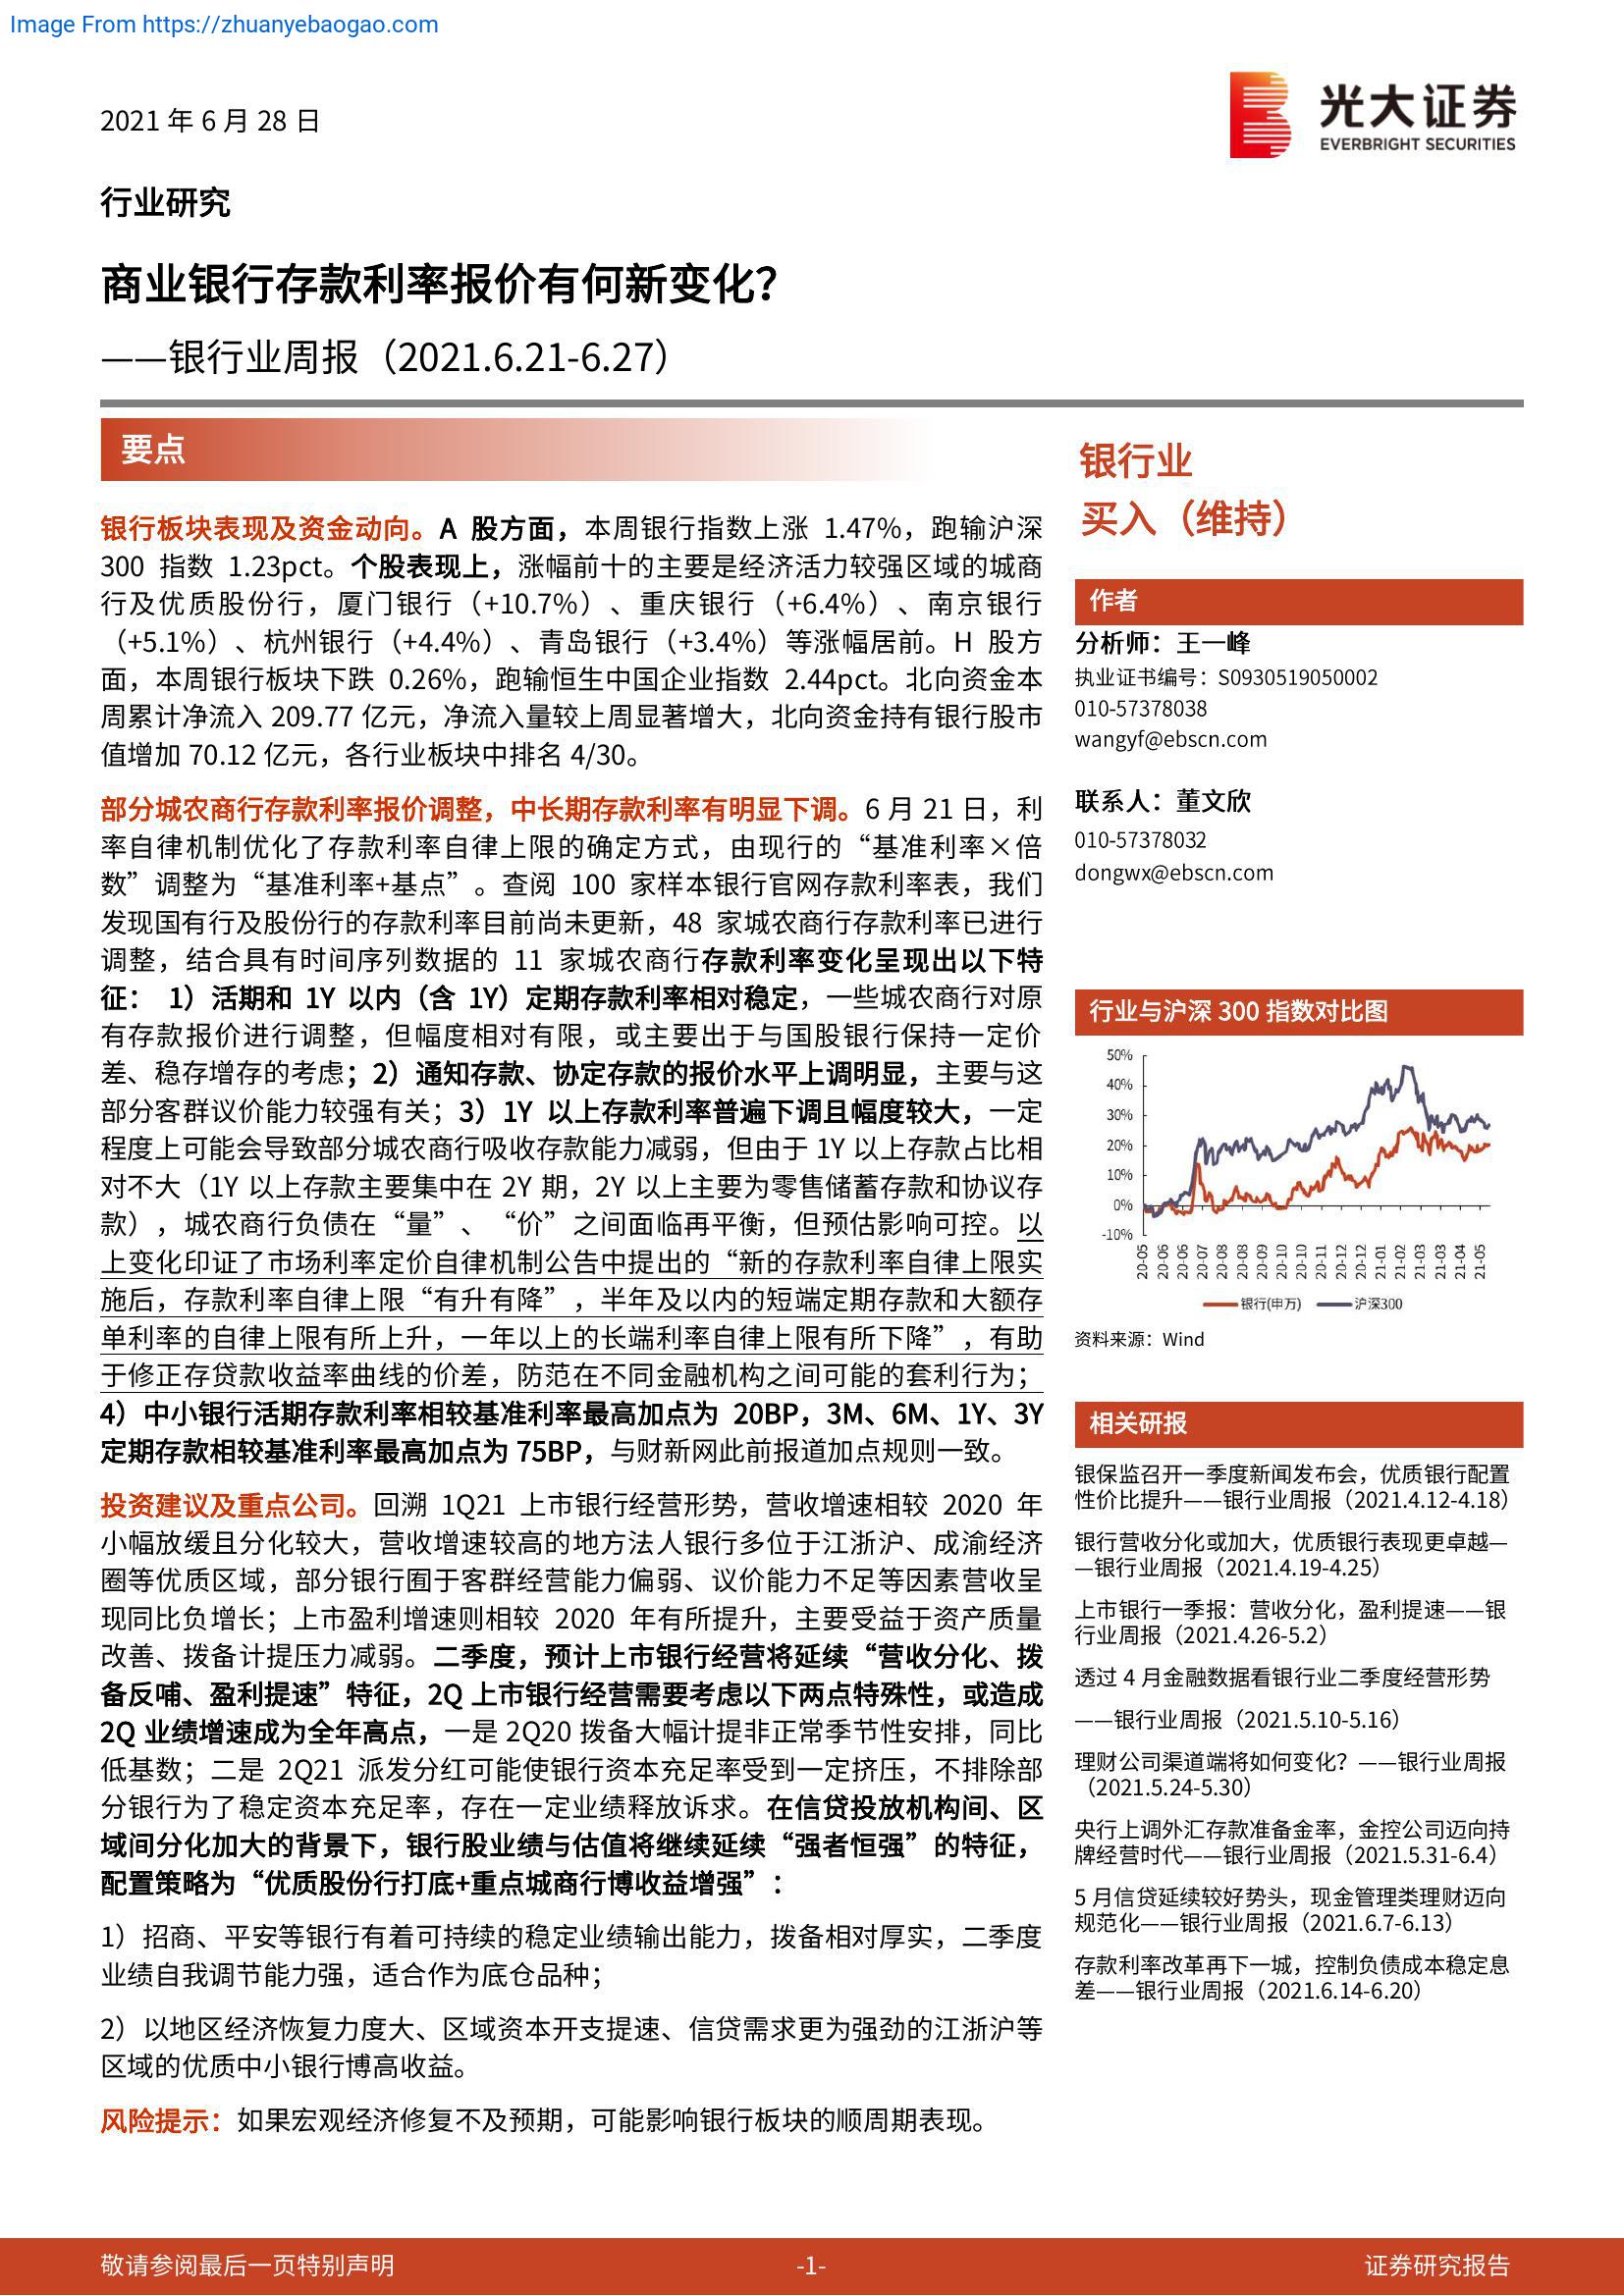 Image From https://zhuanyebaogao.com
2021 年 6 月 28 日
光大证券
EVERBRIGHT SECURITIES
行业研究
商业银行存款利率报价有何新变化？
——银行业周报（2021.6.21-6.27）
要点
银行板块表现及资金动向。A 股方面，本周银行指数上涨 1.47%，跑输沪深
300 指数 1.23pct。个股表现上，涨幅前十的主要是经济活力较强区域的城商
行及优质股份行，厦门银行（+10.7%）、重庆银行（+6.4%）、南京银行
（+5.1%）、杭州银行（+4.4%）、青岛银行（+3.4%）等涨幅居前。H 股方
面，本周银行板块下跌 0.26%，跑输恒生中国企业指数 2.44pct。北向资金本
周累计净流入 209.77 亿元，净流入量较上周显著增大，北向资金持有银行股市
值增加 70.12 亿元，各行业板块中排名 4/30。
部分城农商行存款利率报价调整，中长期存款利率有明显下调。6 月 21 日，利
率自律机制优化了存款利率自律上限的确定方式，由现行的“基准利率×倍
数”调整为“基准利率+基点”。查阅 100 家样本银行官网存款利率表，我们
发现国有行及股份行的存款利率目前尚未更新，48 家城农商行存款利率已进行
调整，结合具有时间序列数据的 11 家城农商行存款利率变化呈现出以下特
征： 1）活期和 1Y 以内（含 1Y）定期存款利率相对稳定，一些城农商行对原
有存款报价进行调整，但幅度相对有限，或主要出于与国股银行保持一定价
差、稳存增存的考虑；2）通知存款、协定存款的报价水平上调明显，主要与这
部分客群议价能力较强有关；3）1Y 以上存款利率普遍下调且幅度较大，一定
程度上可能会导致部分城农商行吸收存款能力减弱，但由于 1Y 以上存款占比相
对不大（1Y 以上存款主要集中在 2Y 期，2Y 以上主要为零售储蓄存款和协议存
款），城农商行负债在“量”、“价”之间面临再平衡，但预估影响可控。以
上变化印证了市场利率定价自律机制公告中提出的“新的存款利率自律上限实
施后，存款利率自律上限“有升有降”，半年及以内的短端定期存款和大额存
单利率的自律上限有所上升，一年以上的长端利率自律上限有所下降”，有助
于修正存贷款收益率曲线的价差，防范在不同金融机构之间可能的套利行为；
4）中小银行活期存款利率相较基准利率最高加点为 20BP，3M、6M、1Y、3Y
定期存款相较基准利率最高加点为 75BP，与财新网此前报道加点规则一致。
投资建议及重点公司。回溯 1Q21 上市银行经营形势，营收增速相较 2020 年
小幅放缓且分化较大，营收增速较高的地方法人银行多位于江浙沪、成渝经济
圈等优质区域，部分银行囿于客群经营能力偏弱、议价能力不足等因素营收呈
现同比负增长；上市盈利增速则相较 2020 年有所提升，主要受益于资产质量
改善、拨备计提压力减弱。二季度，预计上市银行经营将延续“营收分化、拨
备反哺、盈利提速”特征，2Q 上市银行经营需要考虑以下两点特殊性，或造成
2Q 业绩增速成为全年高点，一是 2Q20 拨备大幅计提非正常季节性安排，同比
低基数；二是 2Q21 派发分红可能使银行资本充足率受到一定挤压，不排除部
分银行为了稳定资本充足率，存在一定业绩释放诉求。在信贷投放机构间、区
域间分化加大的背景下，银行股业绩与估值将继续延续“强者恒强”的特征，
配置策略为“优质股份行打底+重点城商行博收益增强”：
1）招商、平安等银行有着可持续的稳定业绩输出能力，拨备相对厚实，二季度
业绩自我调节能力强，适合作为底仓品种；
2）以地区经济恢复力度大、区域资本开支提速、信贷需求更为强劲的江浙沪等
区域的优质中小银行博高收益。
风险提示：如果宏观经济修复不及预期，可能影响银行板块的顺周期表现。
银行业
买入（维持）
作者
分析师：王一峰
执业证书编号：S0930519050002
010-57378038
wangyf@ebscn.com
联系人：董文欣
010-57378032
dongwx@ebscn.com
行业与沪深 300 指数对比图
50%
40%
30%
20%
10%
0%
-10%
20-05
20-06
20-06
20-07
20-08
20-08
20-09
20-10
20-10
20-11
20-12
20-12
21-01
21-02
21-03
21-03
21-04
21-05
银行(申万)
沪深300
资料来源：Wind
相关研报
银保监召开一季度新闻发布会，优质银行配置
性价比提升——银行业周报（2021.4.12-4.18）
银行营收分化或加大，优质银行表现更卓越—
—银行业周报（2021.4.19-4.25）
上市银行一季报：营收分化，盈利提速——银
行业周报（2021.4.26-5.2）
透过 4 月金融数据看银行业二季度经营形势
——银行业周报（2021.5.10-5.16）
理财公司渠道端将如何变化？——银行业周报
（2021.5.24-5.30）
央行上调外汇存款准备金率，金控公司迈向持
牌经营时代——银行业周报（2021.5.31-6.4）
5 月信贷延续较好势头，现金管理类理财迈向
规范化——银行业周报（2021.6.7-6.13）
存款利率改革再下一城，控制负债成本稳定息
差——银行业周报（2021.6.14-6.20）
敬请参阅最后一页特别声明
-1-
证券研究报告